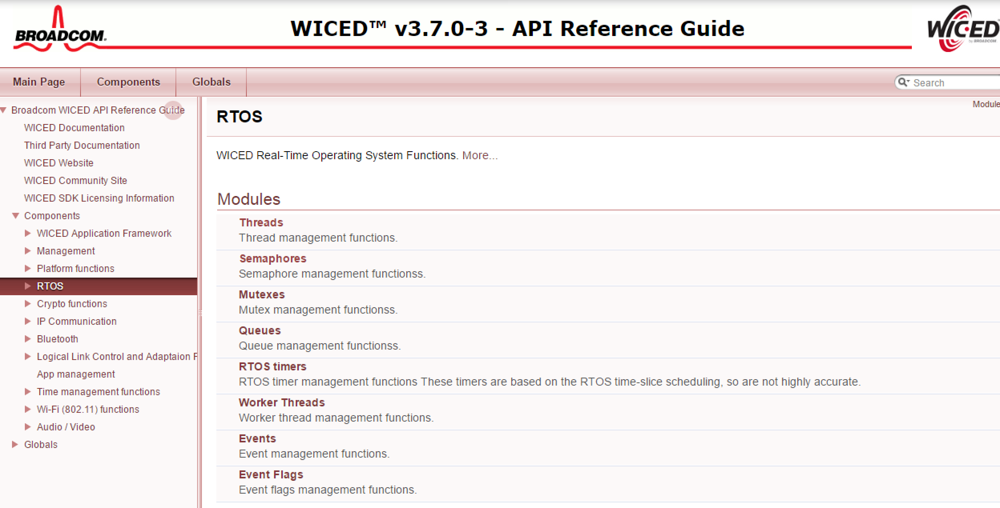 BROADCOM®
WICED™ v3.7.0-3 - API Reference Guide
WICED
by BROADCOM
Main Page
Components
Globals
Search
Broadcom WICED API Reference Guide
WICED Documentation
Third Party Documentation
WICED Website
WICED Community Site
WICED SDK Licensing Information
Components
WICED Application Framework
Management
Platform functions
RTOS
Crypto functions
IP Communication
Bluetooth
Logical Link Control and Adaptaion
App management
Time management functions
Wi-Fi (802.11) functions
Audio / Video
Globals
Module
RTOS
WICED Real-Time Operating System Functions. More...
Modules
Threads
Thread management functions.
Semaphores
Semaphore management functionss.
Mutexes
Mutex management functionss.
Queues
Queue management functionss.
RTOS timers
RTOS timer management functions These timers are based on the RTOS time-slice scheduling, so are not highly accurate.
Worker Threads
Worker thread management functions.
Events
Event management functions.
Event Flags
Event flags management functions.